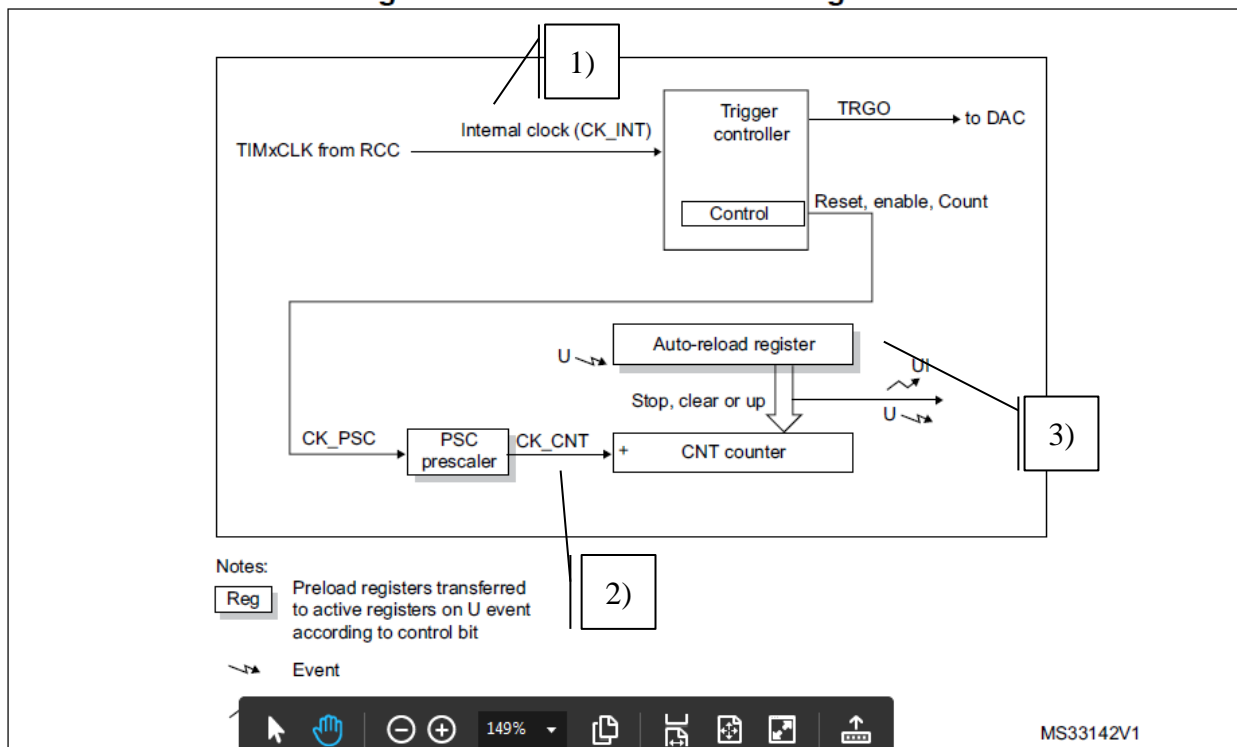 1)
Trigger
controller
TRGO
to DAC
Internal clock (CK_INT)
TIMxCLK from RCC
Control
Reset, enable, Count
Auto-reload register
U
UI
Stop, clear or up
U
3)
CK_PSC
PSC
prescaler
CK_CNT
+
CNT counter
Notes:
Reg
Preload registers transferred
to active registers on U event
according to control bit
2)
Event
149%
MS33142V1